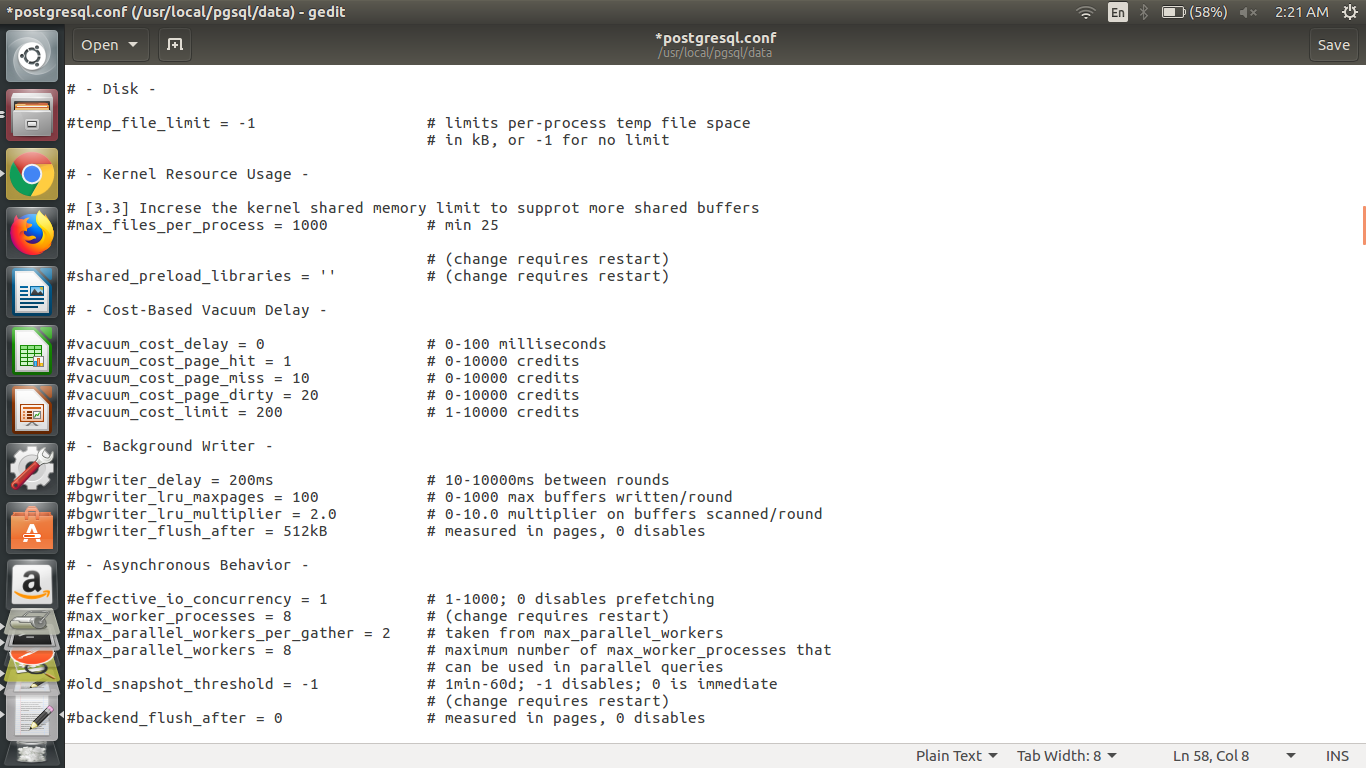 *postgresql.conf (/usr/local/pgsql/data) - gedit
En
(58%)
2:21 AM
Open
*postgresql.conf
/usr/local/pgsql/data
Save
# - Disk -
#temp_file_limit = -1 # limits per-process temp file space
# in kB, or -1 for no limit
# - Kernel Resource Usage -
# [3.3] Increse the kernel shared memory limit to supprot more shared buffers
#max_files_per_process = 1000 # min 25
# (change requires restart)
#shared_preload_libraries = '' # (change requires restart)
# - Cost-Based Vacuum Delay -
#vacuum_cost_delay = 0 # 0-100 milliseconds
#vacuum_cost_page_hit = 1 # 0-10000 credits
#vacuum_cost_page_miss = 10 # 0-10000 credits
#vacuum_cost_page_dirty = 20 # 0-10000 credits
#vacuum_cost_limit = 200 # 1-10000 credits
# - Background Writer -
#bgwriter_delay = 200ms # 10-10000ms between rounds
#bgwriter_lru_maxpages = 100 # 0-1000 max buffers written/round
#bgwriter_lru_multiplier = 2.0 # 0-10.0 multiplier on buffers scanned/round
#bgwriter_flush_after = 512kB # measured in pages, 0 disables
# - Asynchronous Behavior -
#effective_io_concurrency = 1 # 1-1000; 0 disables prefetching
#max_worker_processes = 8 # (change requires restart)
#max_parallel_workers_per_gather = 2 # taken from max_parallel_workers
#max_parallel_workers = 8 # maximum number of max_worker_processes that
# can be used in parallel queries
#old_snapshot_threshold = -1 # 1min-60d; -1 disables; 0 is immediate
# (change requires restart)
#backend_flush_after = 0 # measured in pages, 0 disables
Plain Text
Tab Width: 8
Ln 58, Col 8
INS